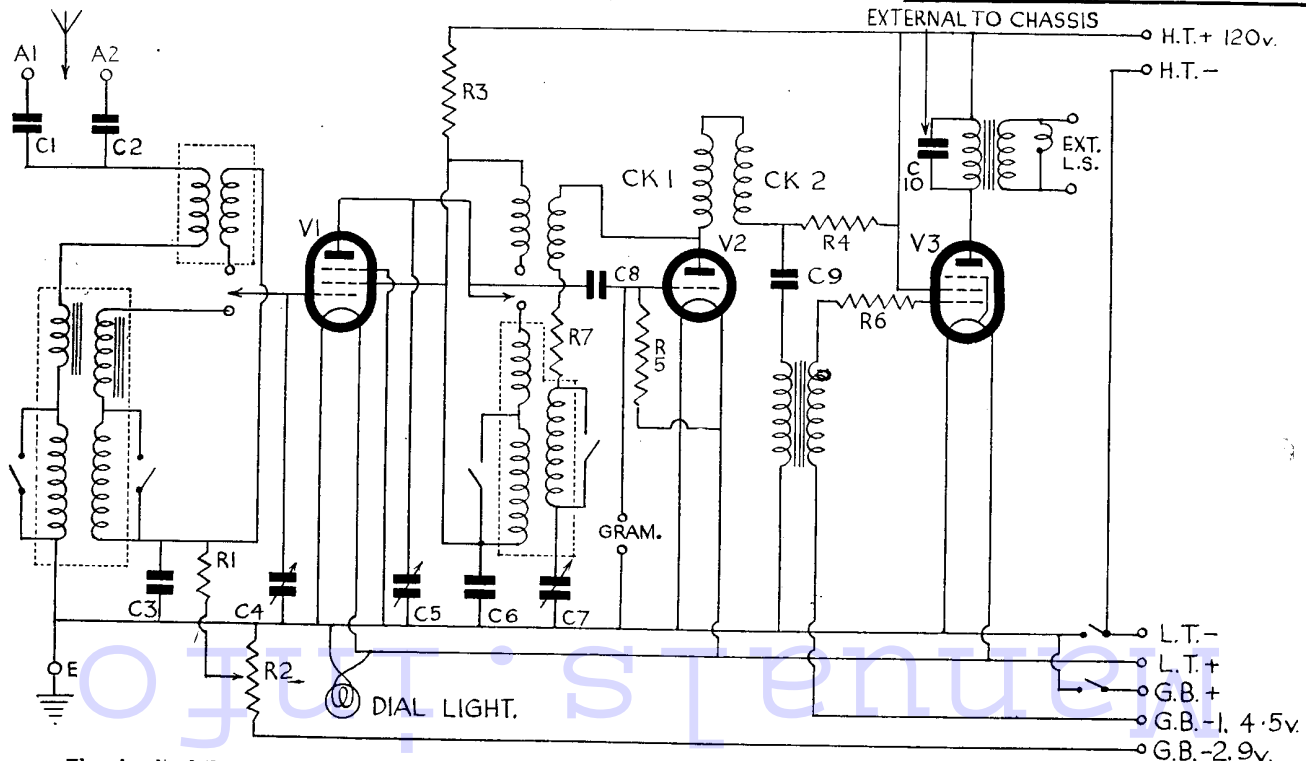 EXTERNAL TO CHASSIS
H.T.+ 120v.
H.T.-
A1
A2
C1
C2
R3
CK 1
CK 2
C
10
EXT.
L.S.
V1
V2
V3
R4
C8
C9
R6
R7
R
5
GRAM.
R1
C3
C4
C5
C6
C7
E
R2
DIAL LIGHT.
L.T.-
L.T.+
G.B.+
G.B.-1, 4·5v.
G.B.-2, 9v.
Manuals.info